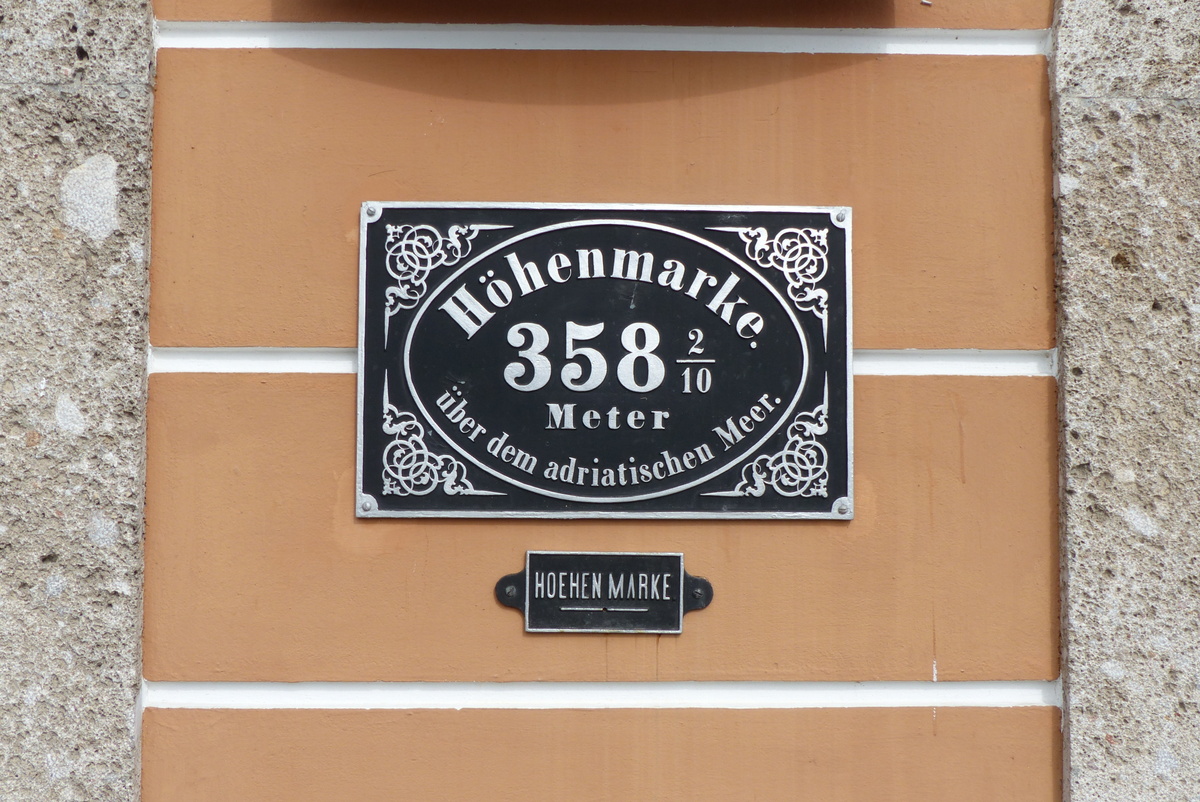 Höhenmarke.
358 2/10
Meter
über dem adriatischen Meer.
HOEHEN MARKE